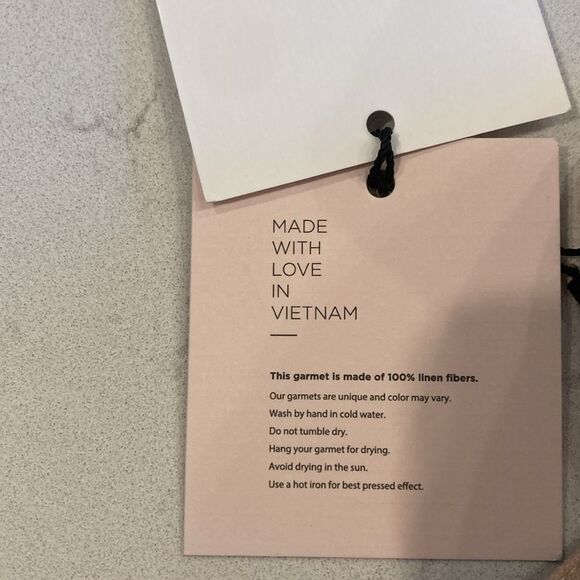 MADE
WITH
LOVE
IN
VIETNAM
This garmet is made of 100% linen fibers.
Our garmets are unique and color may vary.
Wash by hand in cold water.
Do not tumble dry.
Hang your garmet for drying.
Avoid drying in the sun.
Use a hot iron for best pressed effect.